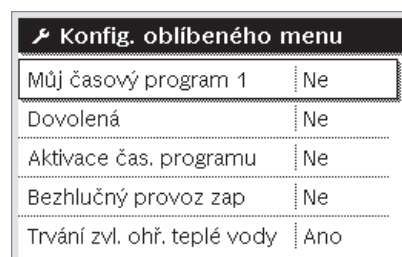 Konfig. oblíbeného menu
Můj časový program 1 Ne
Dovolená Ne
Aktivace čas. programu Ne
Bezhlučný provoz zap Ne
Trvání zvl. ohř. teplé vody Ano